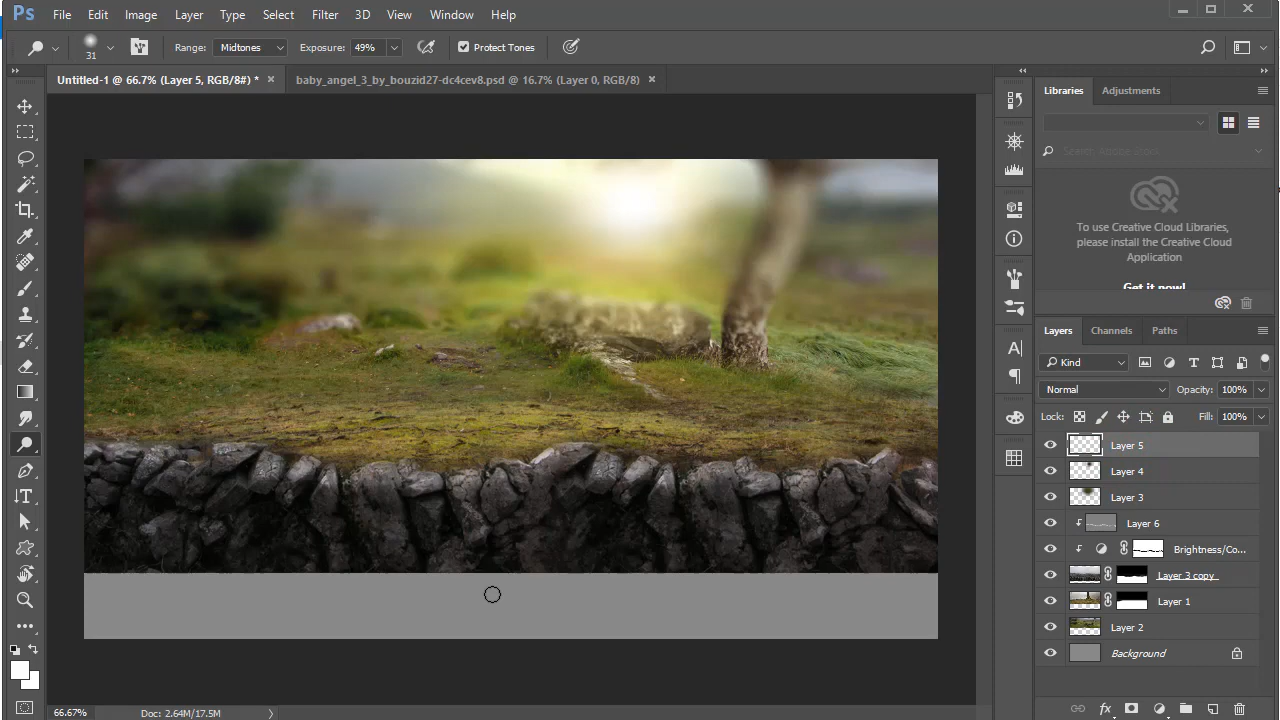 Ps File Edit Image Layer Type Select Filter 3D View Window Help
31 Range: Midtones Exposure: 49% Protect Tones
Untitled-1 @ 66.7% (Layer 5, RGB/8#) * × baby_angel_3_by_bouzid27-dc4cev8.psd @ 16.7% (Layer 0, RGB/8) ×
Libraries Adjustments
Search Adobe Stock
To use Creative Cloud Libraries,
please install the Creative Cloud
Application
Get it now!
Layers Channels Paths
Kind
Normal Opacity: 100%
Lock: Fill: 100%
Layer 5
Layer 4
Layer 3
Layer 6
Brightness/Co...
Layer 3 copy
Layer 1
Layer 2
Background
66.67% Doc: 2.64M/17.5M